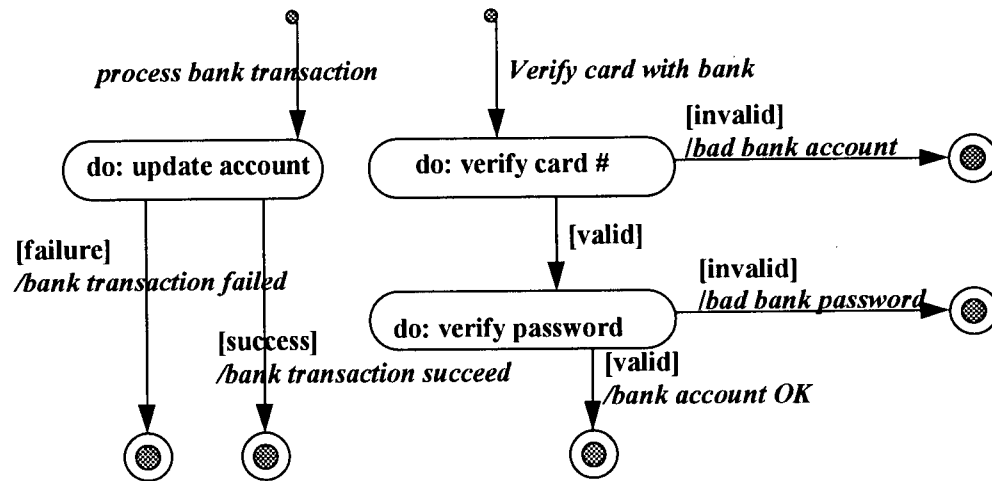 process bank transaction
do: update account
[failure]
/bank transaction failed
[success]
/bank transaction succeed
Verify card with bank
do: verify card #
[invalid]
/bad bank account
[valid]
do: verify password
[invalid]
/bad bank password
[valid]
/bank account OK